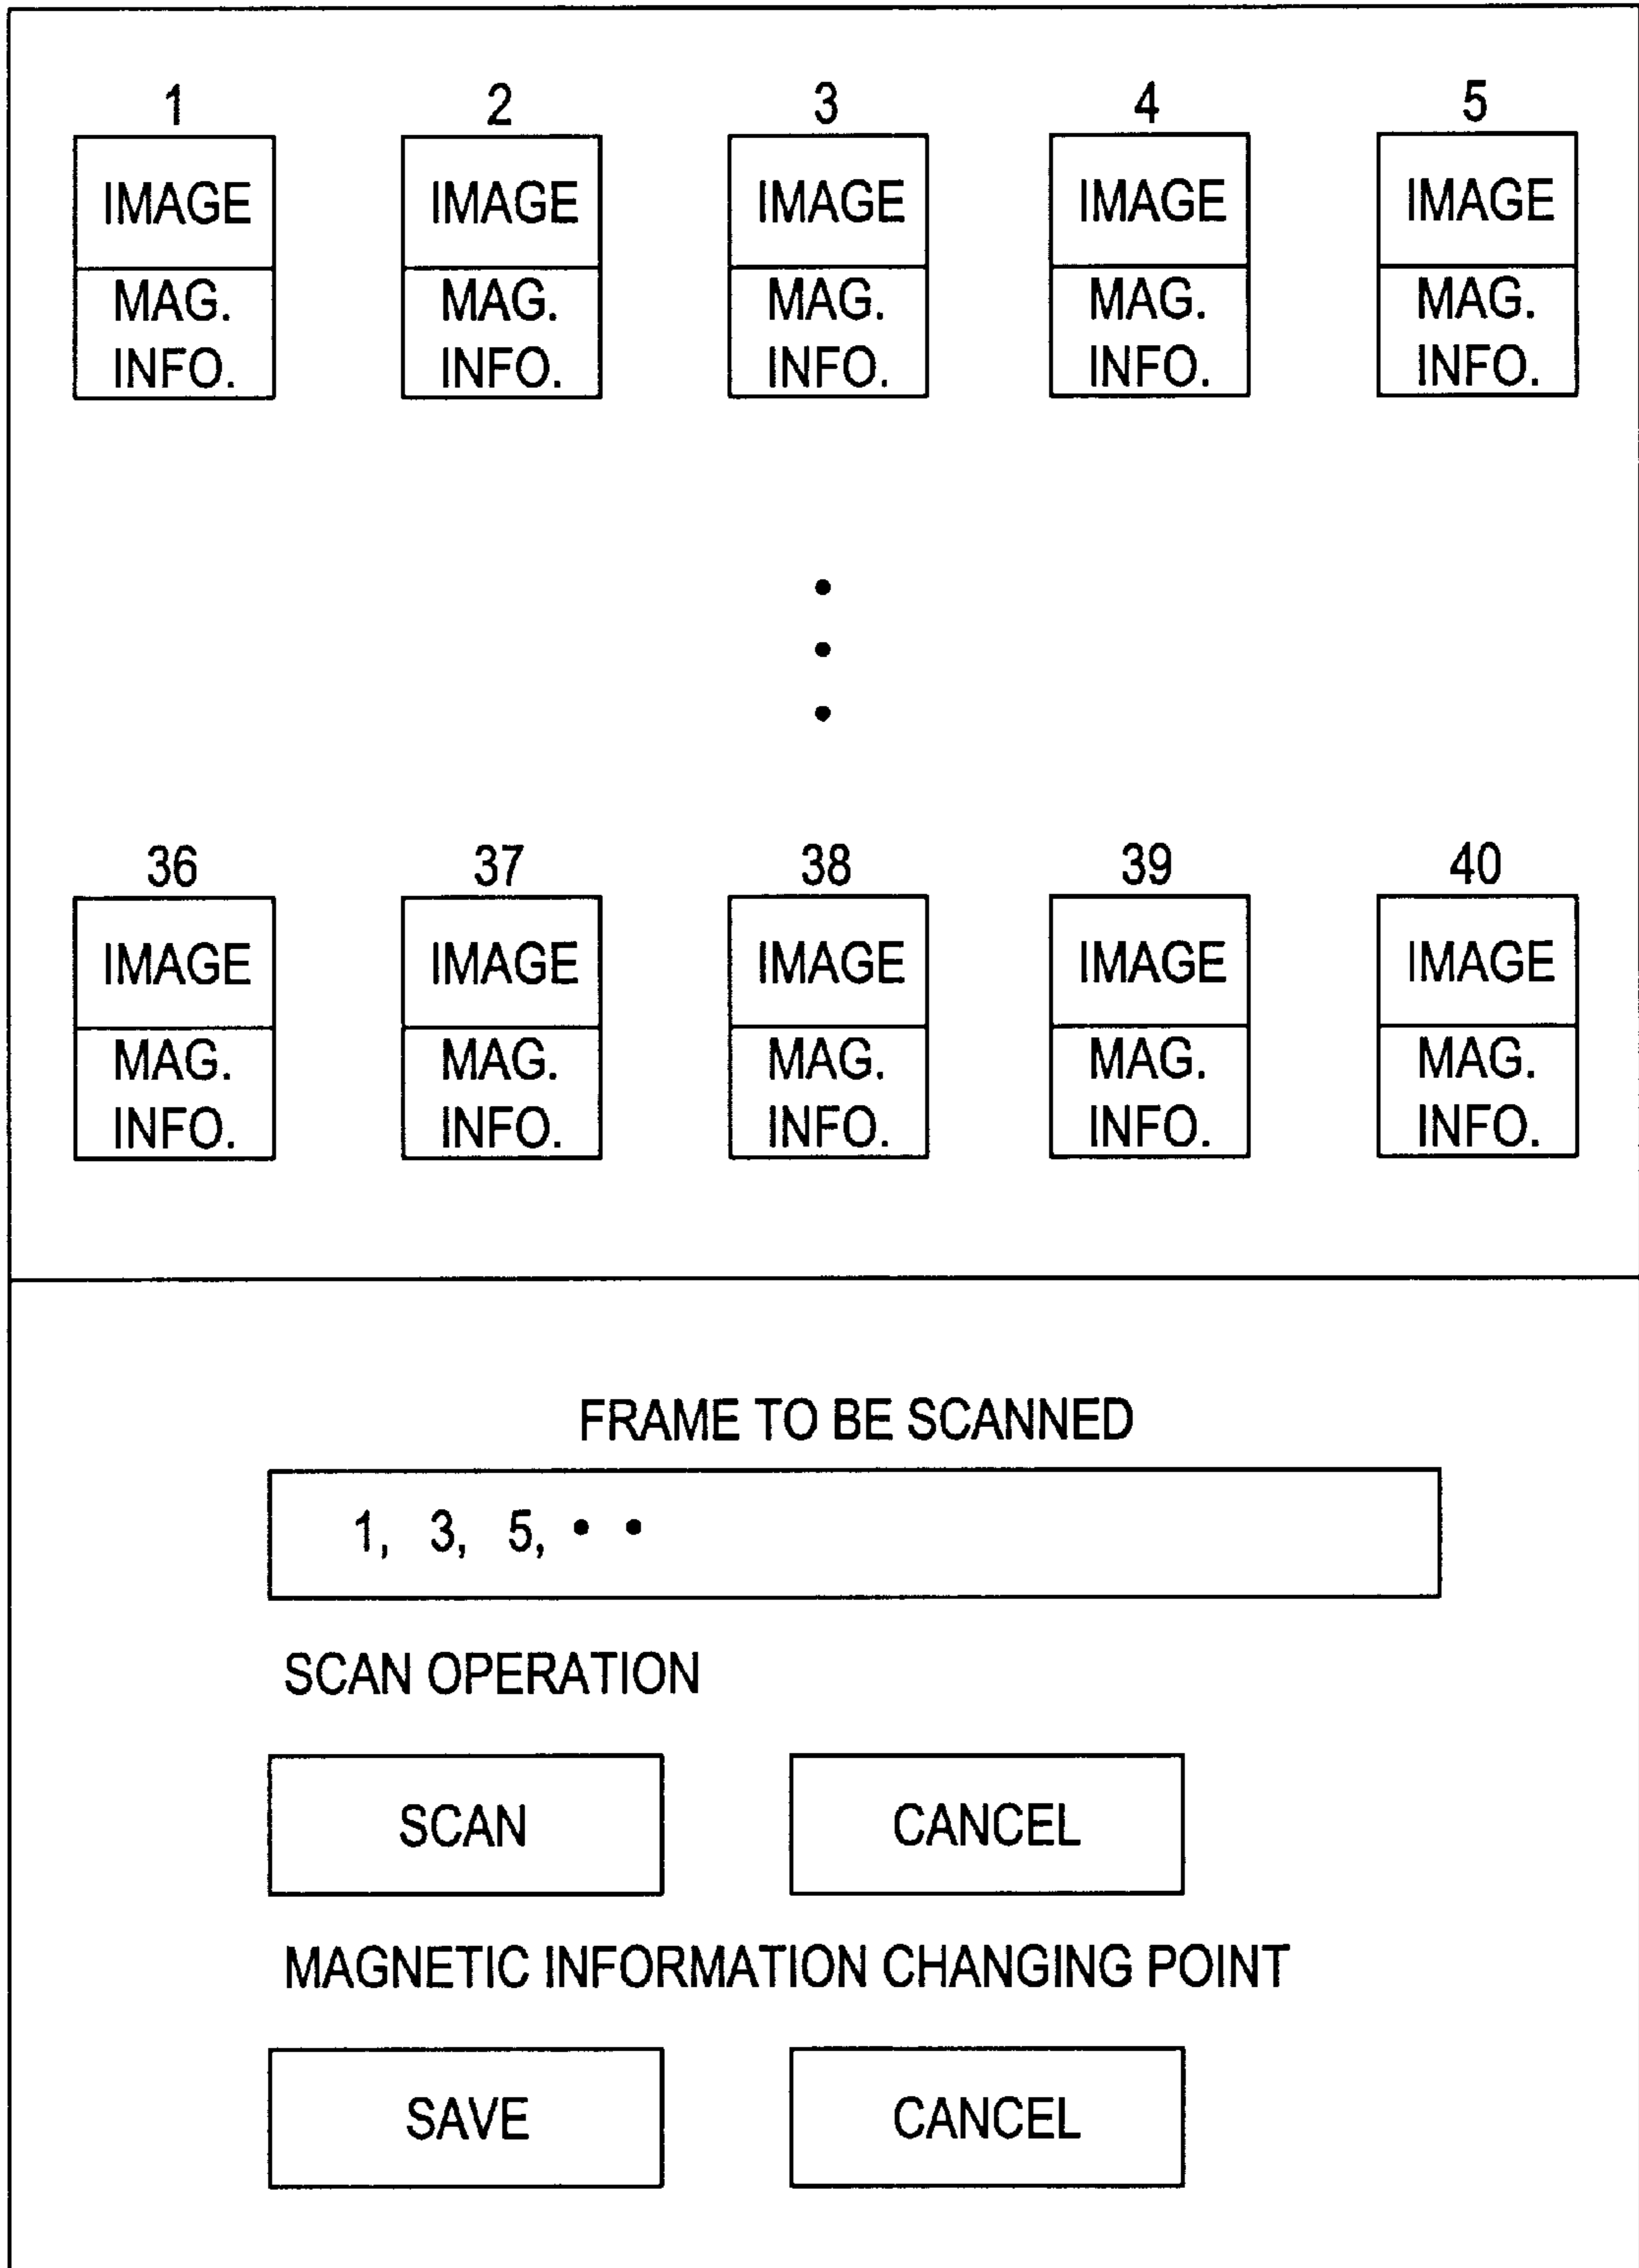 1 2 3 4 5
IMAGE IMAGE IMAGE IMAGE IMAGE
MAG. MAG. MAG. MAG. MAG.
INFO. INFO. INFO. INFO. INFO.
36 37 38 39 40
IMAGE IMAGE IMAGE IMAGE IMAGE
MAG. MAG. MAG. MAG. MAG.
INFO. INFO. INFO. INFO. INFO.
FRAME TO BE SCANNED
1, 3, 5, • •
SCAN OPERATION
SCAN CANCEL
MAGNETIC INFORMATION CHANGING POINT
SAVE CANCEL